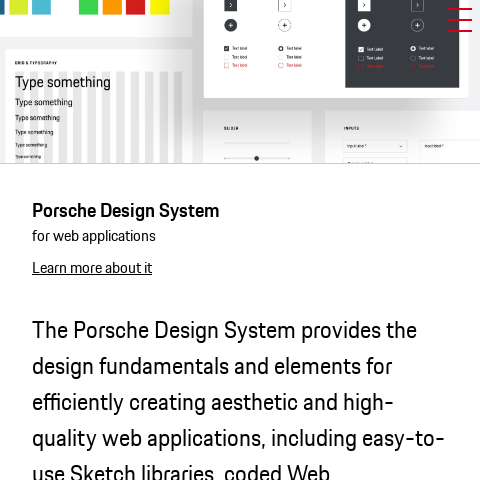 GRID & TYPOGRAPHY
Type something
Type something
Type something
Type something
Type something
Type something
Text label
Text label
Text label
Text label
Text label
Text label
Text label
Text label
Text label
Text label
Text label
Text label
SLIDER
INPUTS
Input label *
Input label *
Porsche Design System
for web applications
Learn more about it
The Porsche Design System provides the
design fundamentals and elements for
efficiently creating aesthetic and high-
quality web applications, including easy-to-
use Sketch libraries, coded Web